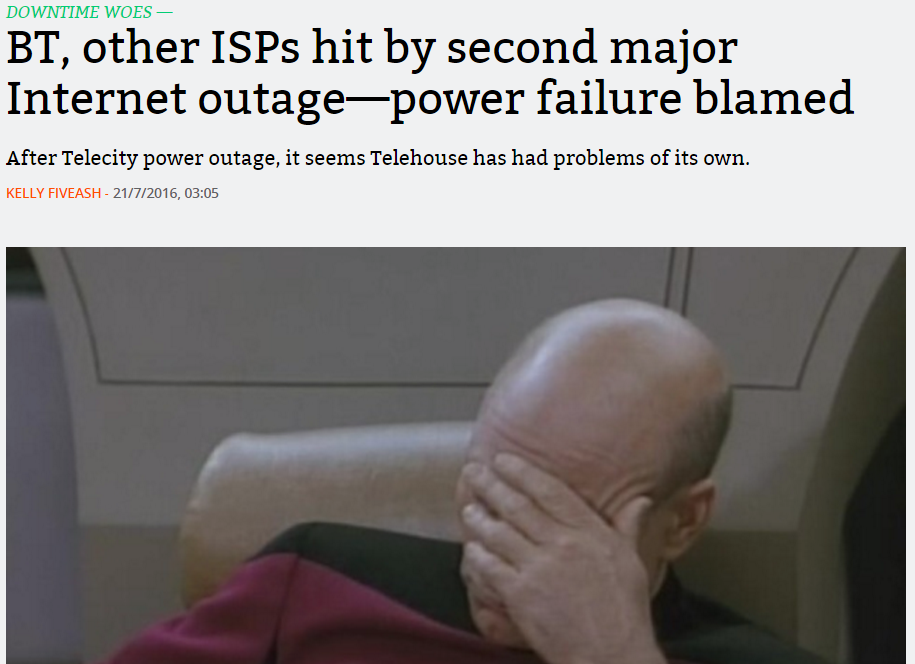 DOWNTIME WOES —
BT, other ISPs hit by second major
Internet outage—power failure blamed
After Telecity power outage, it seems Telehouse has had problems of its own.
KELLY FIVEASH - 21/7/2016, 03:05